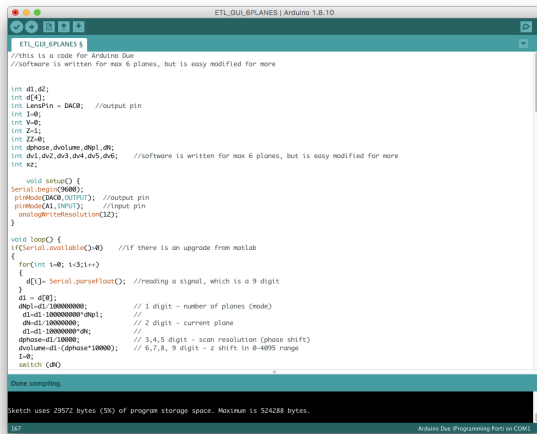 ETL_GUI_6PLANES | Arduino 1.8.10
ETL_GUI_6PLANES §
//this is a code for Arduino Due
//software is written for max 6 planes, but is easy modified for more
int d1,d2;
int d[4];
int LensPin = DAC0;   //output pin
int I=0;
int V=0;
int Z=1;
int ZZ=0;
int dphase,dvolume,dNpl,dN;
int dv1,dv2,dv3,dv4,dv5,dv6;    //software is written for max 6 planes, but is easy modified for more
int xz;
void setup() {
Serial.begin(9600);
pinMode(DAC0,OUTPUT);  //output pin
pinMode(A1,INPUT);     //input pin
analogWriteResolution(12);
}
void loop() {
if(Serial.available()>0)    //if there is an upgrade from matlab
{
for(int i=0; i<3;i++)
{
d[i]= Serial.parseFloat();  //reading a signal, which is a 9 digit
}
d1 = d[0];
dNpl=d1/100000000;          // 1 digit - number of planes (mode)
d1=d1-100000000*dNpl;      //
dN=d1/10000000;            // 2 digit - current plane
d1=d1-10000000*dN;         //
dphase=d1/10000;            // 3,4,5 digit - scan resolution (phase shift)
dvolume=d1-(dphase*10000);  // 6,7,8, 9 digit - z shift in 0-4095 range
I=0;
switch (dN)
Done compiling.
Sketch uses 29572 bytes (5%) of program storage space. Maximum is 524288 bytes.
167
Arduino Due (Programming Port) on COM1